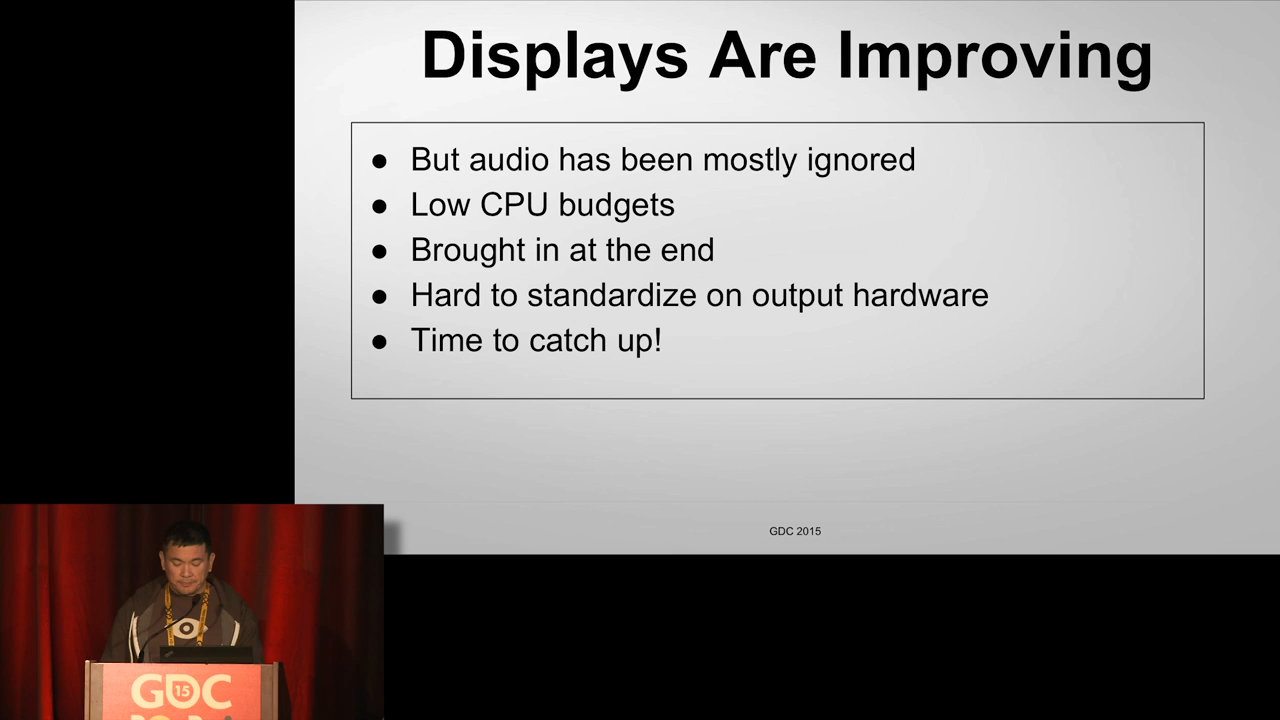 Displays Are Improving
● But audio has been mostly ignored
● Low CPU budgets
● Brought in at the end
● Hard to standardize on output hardware
● Time to catch up!
GDC 2015
GDC 15